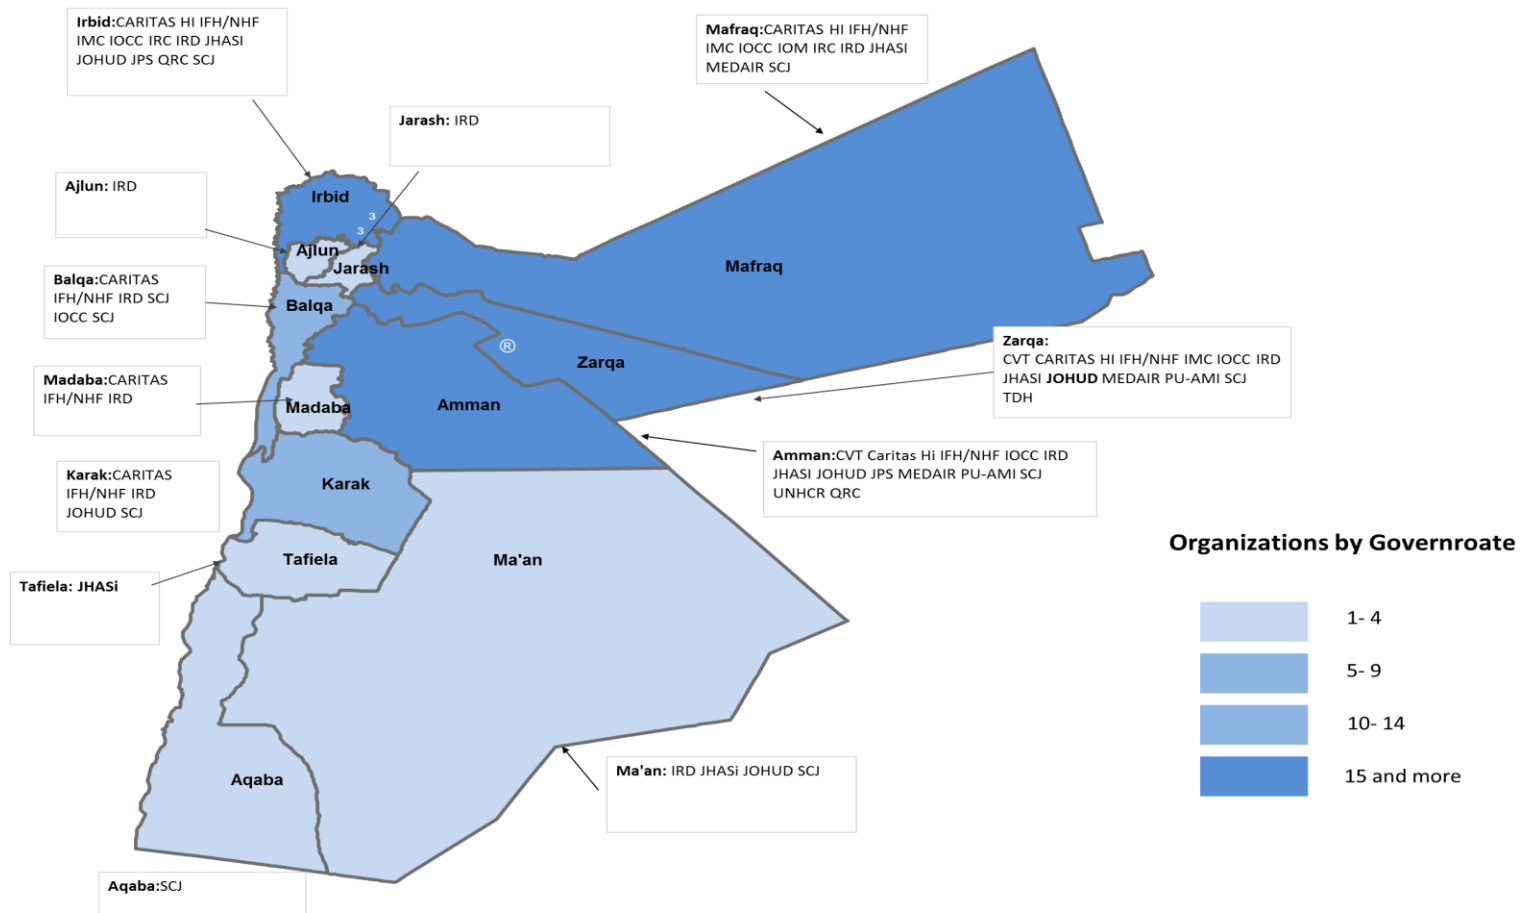 Irbid:CARITAS HI IFH/NHF
IMC IOCC IRC IRD JHASI
JOHUD JPS QRC SCJ
Mafraq:CARITAS HI IFH/NHF
IMC IOCC IOM IRC IRD JHASI
MEDAIR SCJ
Jarash: IRD
Ajlun: IRD
Irbid
3
3
Ajlun
Jarash
Mafraq
Balqa:CARITAS
IFH/NHF IRD SCJ
IOCC SCJ
Balqa
®
Zarqa
Zarqa:
CVT CARITAS HI IFH/NHF IMC IOCC IRD
JHASI JOHUD MEDAIR PU-AMI SCJ
TDH
Madaba:CARITAS
IFH/NHF IRD
Madaba
Amman
Amman:CVT Caritas Hi IFH/NHF IOCC IRD
JHASI JOHUD JPS MEDAIR PU-AMI SCJ
UNHCR QRC
Karak:CARITAS
IFH/NHF IRD
JOHUD SCJ
Karak
Tafiela
Ma'an
Tafiela: JHASi
Organizations by Governroate
1- 4
5- 9
10- 14
15 and more
Aqaba
Ma'an: IRD JHASi JOHUD SCJ
Aqaba:SCJ